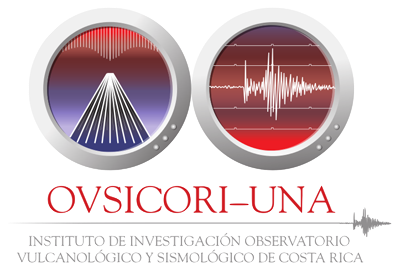 OVSICORI–UNA
INSTITUTO DE INVESTIGACIÓN OBSERVATORIO
VULCANOLÓGICO Y SISMOLÓGICO DE COSTA RICA